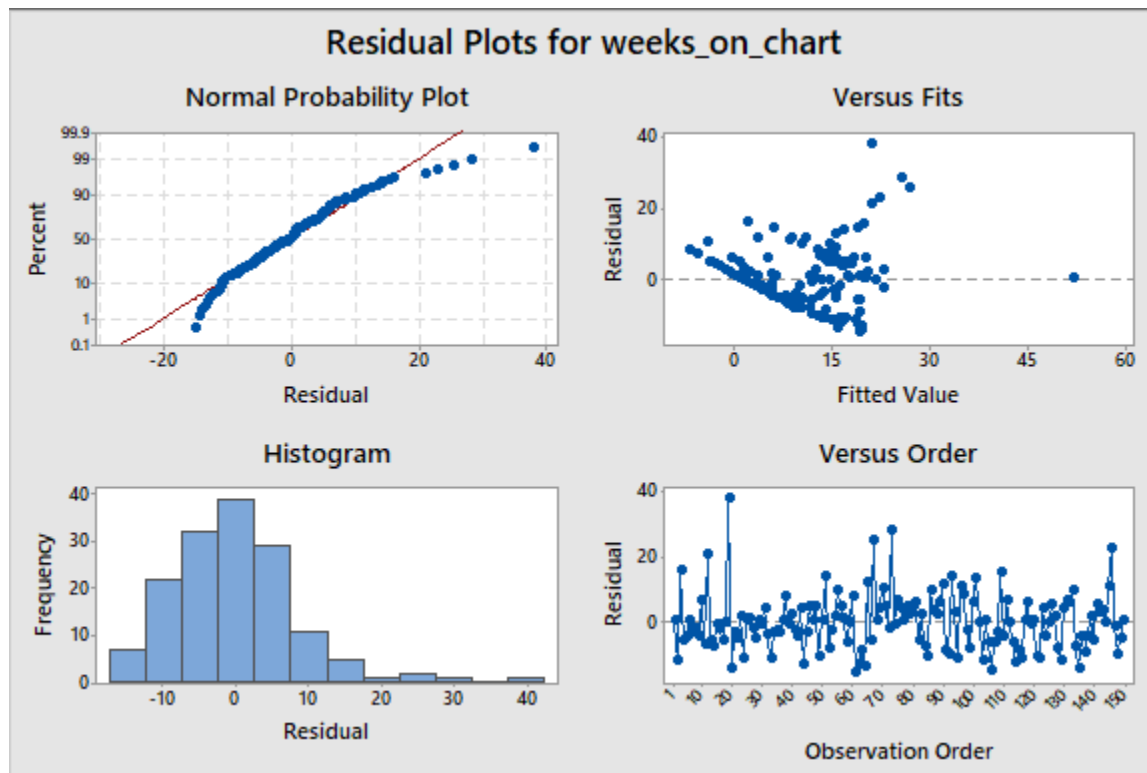 Residual Plots for weeks_on_chart
Normal Probability Plot
Percent
99.9
99
90
50
10
1
0.1
-20 0 20 40
Residual
Versus Fits
Residual
40
20
0
0 15 30 45 60
Fitted Value
Histogram
Frequency
40
30
20
10
0
-10 0 10 20 30 40
Residual
Versus Order
Residual
40
20
0
1 10 20 30 40 50 60 70 80 90 100 110 120 130 140 150
Observation Order